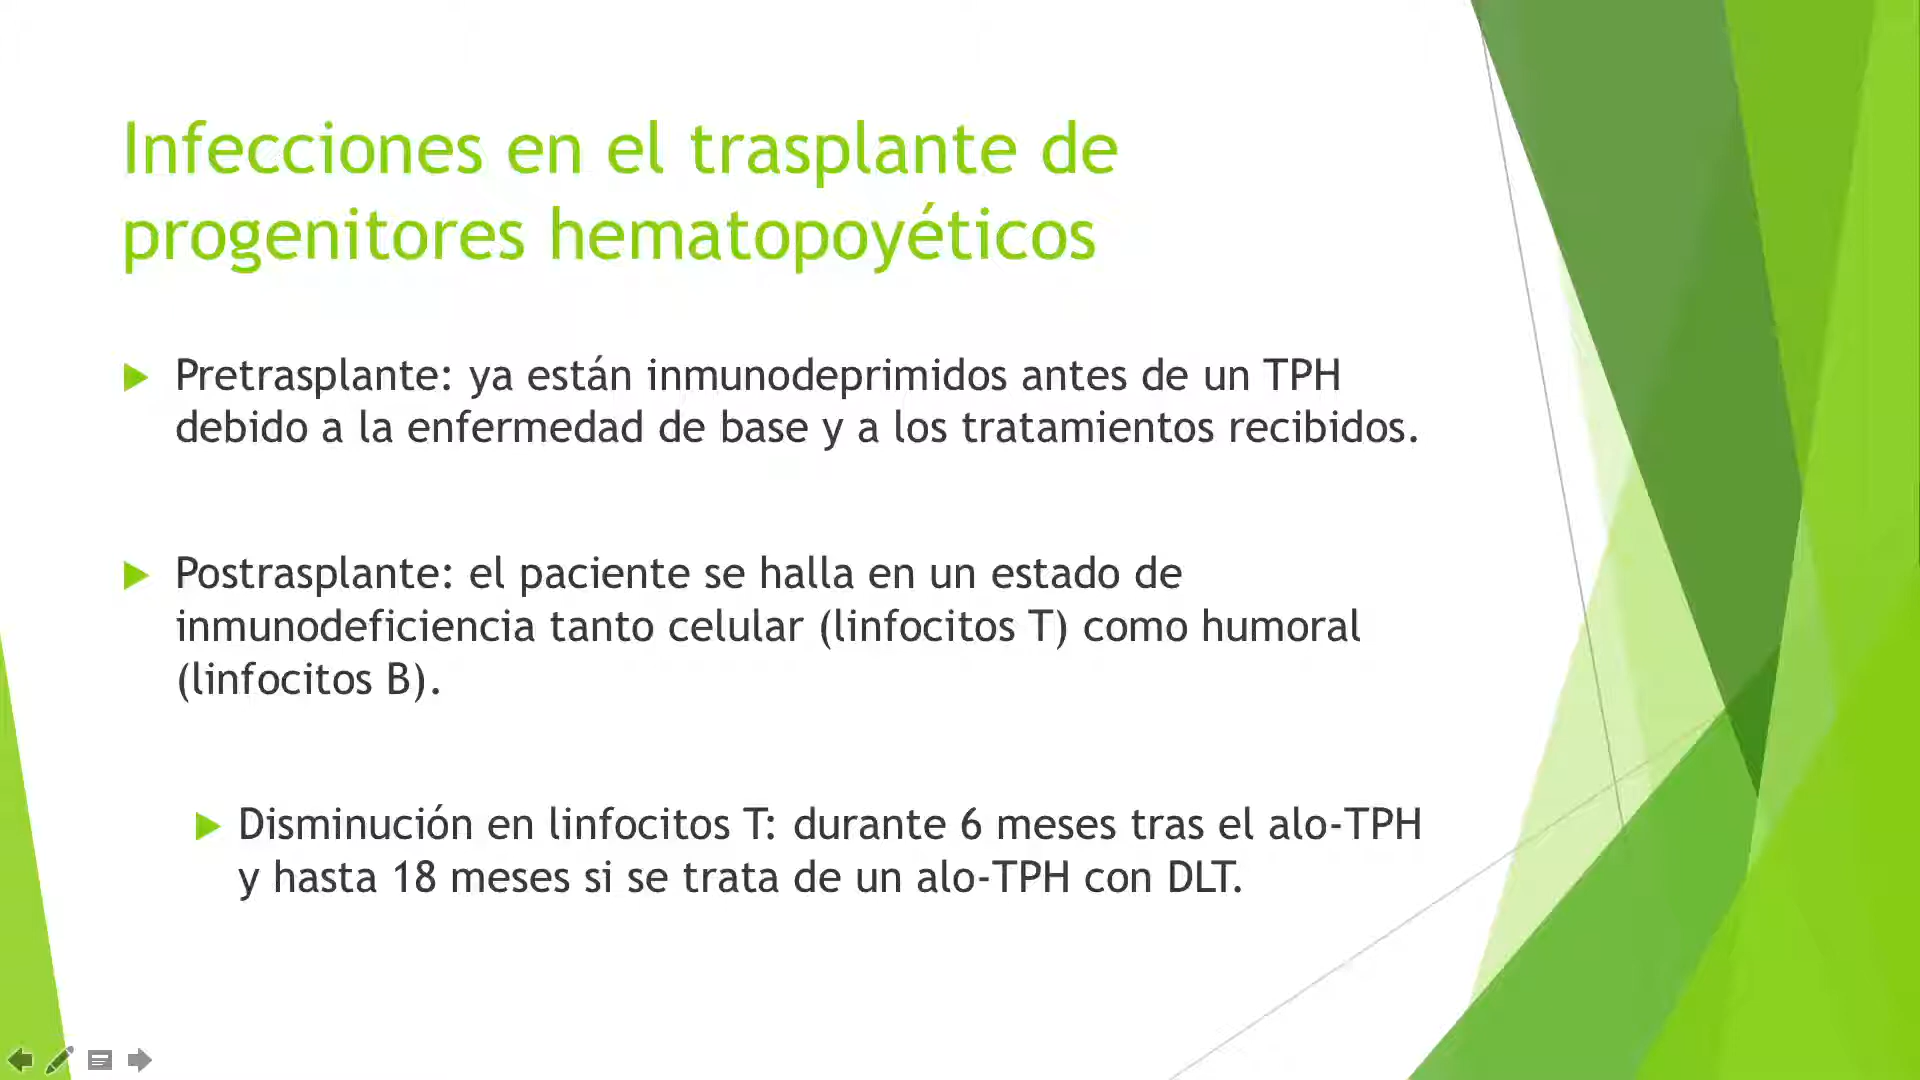 Infecciones en el trasplante de
progenitores hematopoyéticos
Pretrasplante: ya están inmunodeprimidos antes de un TPH
debido a la enfermedad de base y a los tratamientos recibidos.
Postrasplante: el paciente se halla en un estado de
inmunodeficiencia tanto celular (linfocitos T) como humoral
(linfocitos B).
Disminución en linfocitos T: durante 6 meses tras el alo-TPH
y hasta 18 meses si se trata de un alo-TPH con DLT.